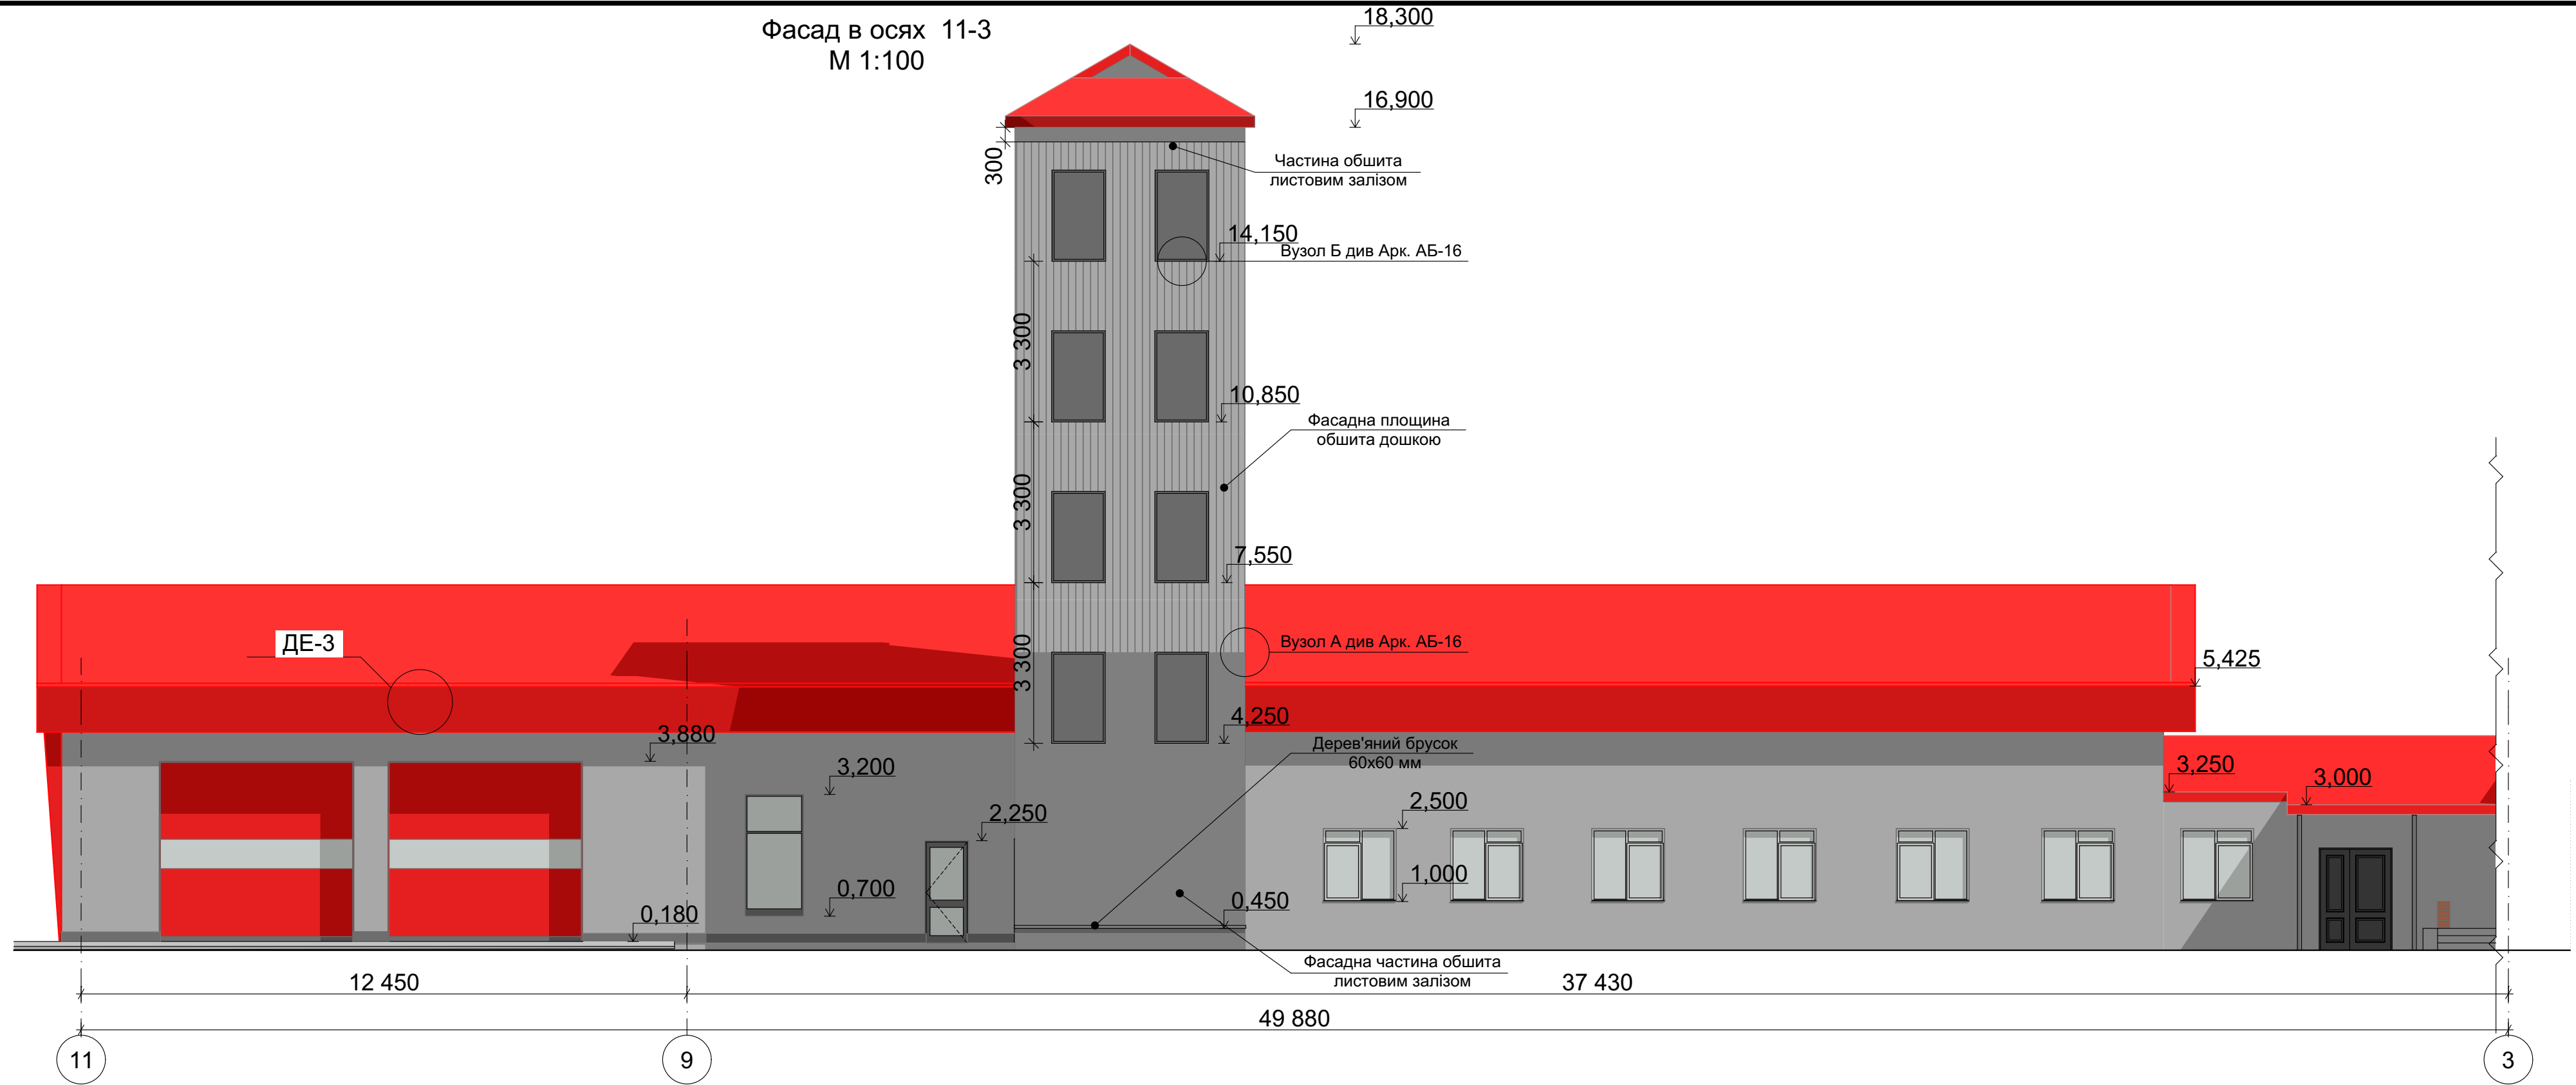 Фасад в осях 11-3
М 1:100
18,300
16,900
300
Частина обшита
листовим залізом
14,150
Вузол Б див Арк. АБ-16
3 300
10,850
Фасадна площина
обшита дошкою
3 300
7,550
ДЕ-3
3 300
Вузол А див Арк. АБ-16
5,425
4,250
3,880
Дерев'яний брусок
60х60 мм
3,200
3,250
3,000
2,500
2,250
1,000
0,700
0,450
0,180
Фасадна частина обшита
листовим залізом
12 450
37 430
49 880
11
9
3